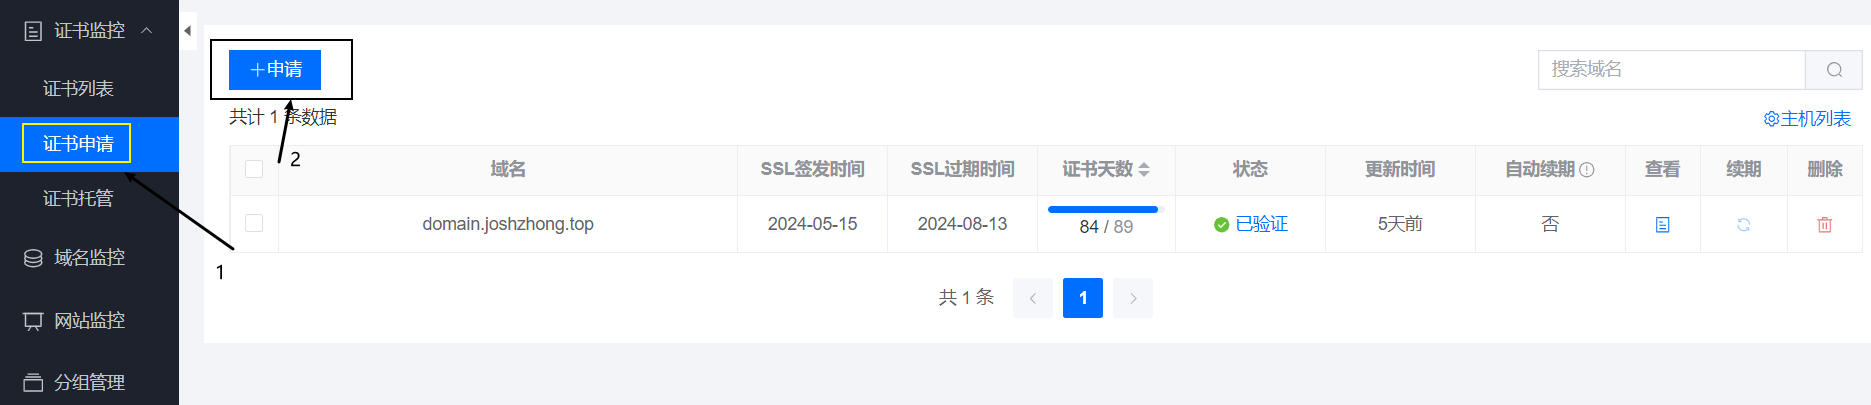 证书监控
证书列表
证书申请
证书托管
域名监控
网站监控
分组管理
1
+申请
搜索域名
共计 1 条数据
2
主机列表
域名 SSL签发时间 SSL过期时间 证书天数 状态 更新时间 自动续期 查看 续期 删除
domain.joshzhong.top 2024-05-15 2024-08-13 84 / 89 已验证 5天前 否
共 1 条 1